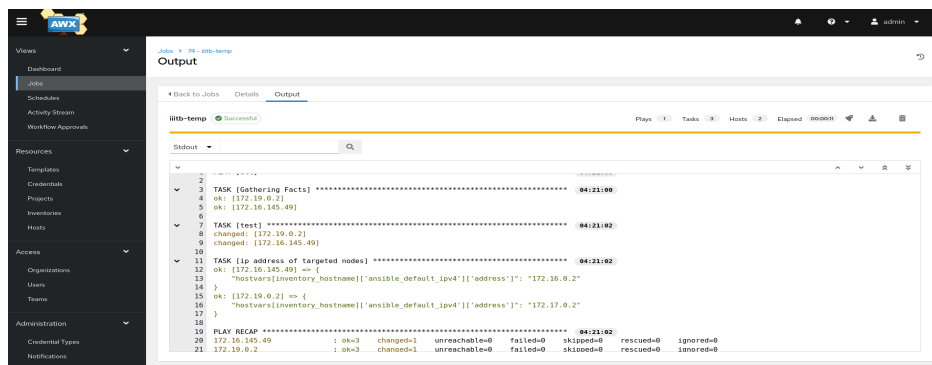 AWX
admin
Views
Dashboard
Jobs
Schedules
Activity Stream
Workflow Approvals
Resources
Templates
Credentials
Projects
Inventories
Hosts
Access
Organizations
Users
Teams
Administration
Credential Types
Notifications
Jobs > 74 - iiitb-temp
Output
Back to Jobs Details Output
iiitb-temp Successful Plays 1 Tasks 3 Hosts 2 Elapsed 00:00:11
Stdout
2
3 TASK [Gathering Facts] ********************************************************* 04:21:00
4 ok: [172.19.0.2]
5 ok: [172.16.145.49]
6
7 TASK [test] ******************************************************************** 04:21:02
8 changed: [172.19.0.2]
9 changed: [172.16.145.49]
10
11 TASK [ip address of targeted nodes] ******************************************** 04:21:02
12 ok: [172.16.145.49] => {
13 "hostvars[inventory_hostname]['ansible_default_ipv4']['address']": "172.16.0.2"
14 }
15 ok: [172.19.0.2] => {
16 "hostvars[inventory_hostname]['ansible_default_ipv4']['address']": "172.17.0.2"
17 }
18
19 PLAY RECAP ********************************************************************* 04:21:02
20 172.16.145.49 : ok=3 changed=1 unreachable=0 failed=0 skipped=0 rescued=0 ignored=0
21 172.19.0.2 : ok=3 changed=1 unreachable=0 failed=0 skipped=0 rescued=0 ignored=0